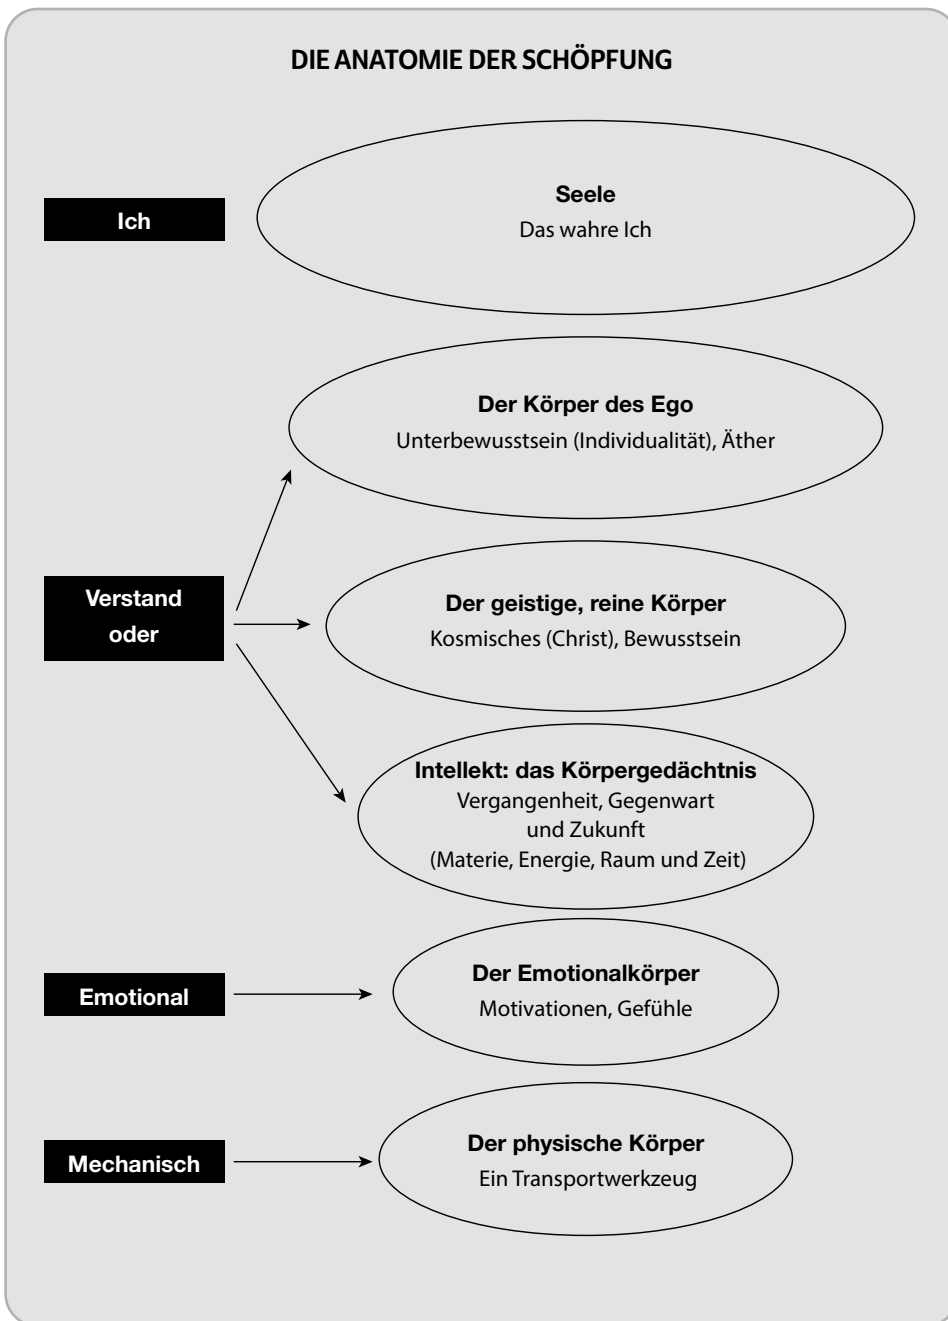 DIE ANATOMIE DER SCHÖPFUNG
Ich
Seele
Das wahre Ich
Der Körper des Ego
Unterbewusstsein (Individualität), Äther
Verstand
oder
Der geistige, reine Körper
Kosmisches (Christ), Bewusstsein
Intellekt: das Körpergedächtnis
Vergangenheit, Gegenwart
und Zukunft
(Materie, Energie, Raum und Zeit)
Emotional
Der Emotionalkörper
Motivationen, Gefühle
Mechanisch
Der physische Körper
Ein Transportwerkzeug